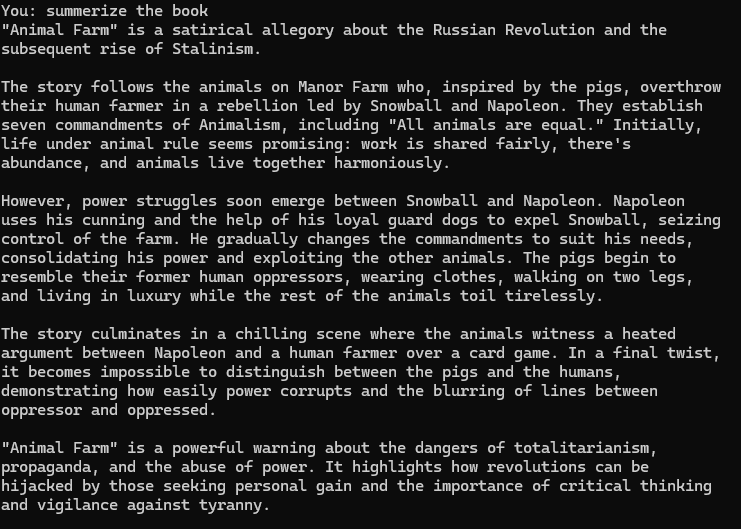 You: summerize the book
"Animal Farm" is a satirical allegory about the Russian Revolution and the
subsequent rise of Stalinism.
The story follows the animals on Manor Farm who, inspired by the pigs, overthrow
their human farmer in a rebellion led by Snowball and Napoleon. They establish
seven commandments of Animalism, including "All animals are equal." Initially,
life under animal rule seems promising: work is shared fairly, there's
abundance, and animals live together harmoniously.
However, power struggles soon emerge between Snowball and Napoleon. Napoleon
uses his cunning and the help of his loyal guard dogs to expel Snowball, seizing
control of the farm. He gradually changes the commandments to suit his needs,
consolidating his power and exploiting the other animals. The pigs begin to
resemble their former human oppressors, wearing clothes, walking on two legs,
and living in luxury while the rest of the animals toil tirelessly.
The story culminates in a chilling scene where the animals witness a heated
argument between Napoleon and a human farmer over a card game. In a final twist,
it becomes impossible to distinguish between the pigs and the humans,
demonstrating how easily power corrupts and the blurring of lines between
oppressor and oppressed.
"Animal Farm" is a powerful warning about the dangers of totalitarianism,
propaganda, and the abuse of power. It highlights how revolutions can be
hijacked by those seeking personal gain and the importance of critical thinking
and vigilance against tyranny.